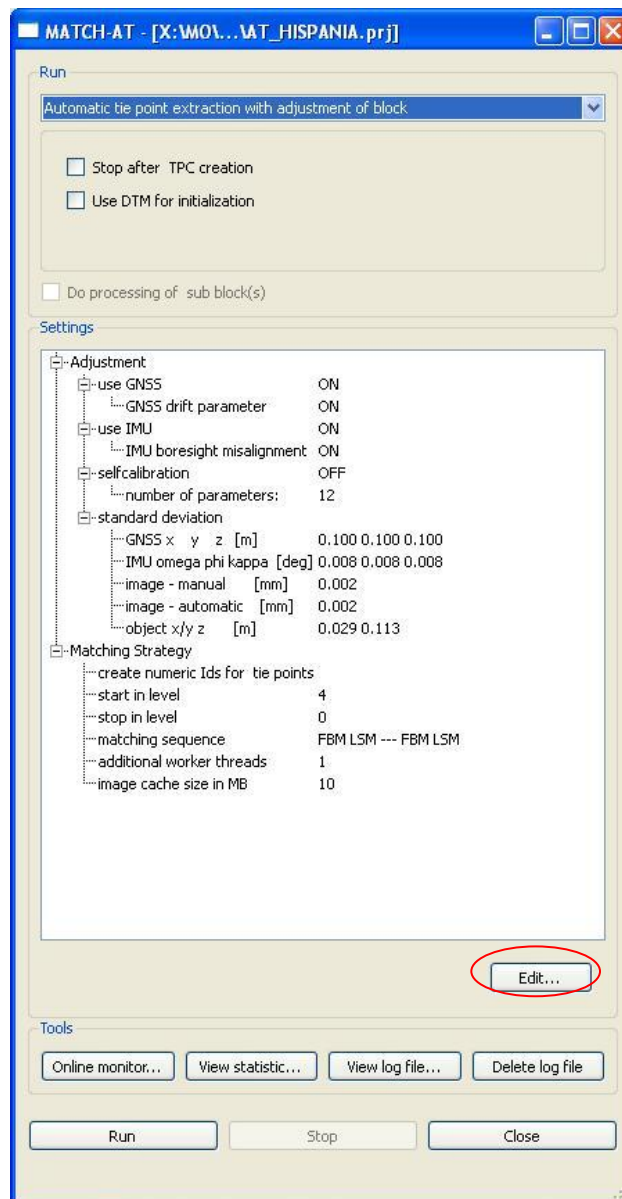 MATCH-AT - [X:\MO\...\AT_HISPANIA.prj]
Run
Automatic tie point extraction with adjustment of block
Stop after TPC creation
Use DTM for initialization
Do processing of sub block(s)
Settings
Adjustment
use GNSS ON
GNSS drift parameter ON
use IMU ON
IMU boresight misalignment ON
selfcalibration OFF
number of parameters: 12
standard deviation
GNSS x y z [m] 0.100 0.100 0.100
IMU omega phi kappa [deg] 0.008 0.008 0.008
image - manual [mm] 0.002
image - automatic [mm] 0.002
object x/y z [m] 0.029 0.113
Matching Strategy
create numeric Ids for tie points
start in level 4
stop in level 0
matching sequence FBM LSM --- FBM LSM
additional worker threads 1
image cache size in MB 10
Edit...
Tools
Online monitor... View statistic... View log file... Delete log file
Run Stop Close